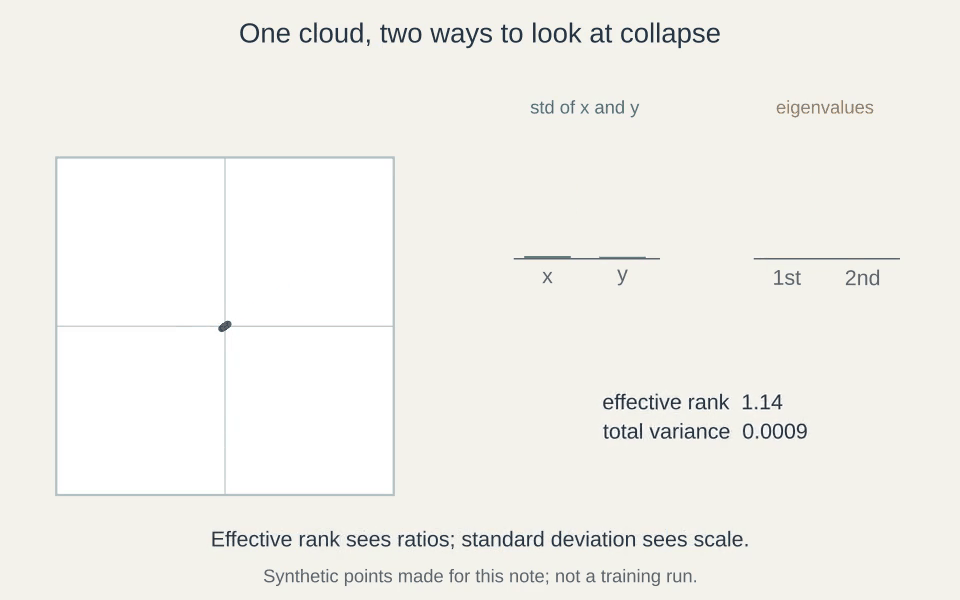 One cloud, two ways to look at collapse
std of x and y
eigenvalues
x
y
1st
2nd
effective rank 1.14
total variance 0.0009
Effective rank sees ratios; standard deviation sees scale.
Synthetic points made for this note; not a training run.